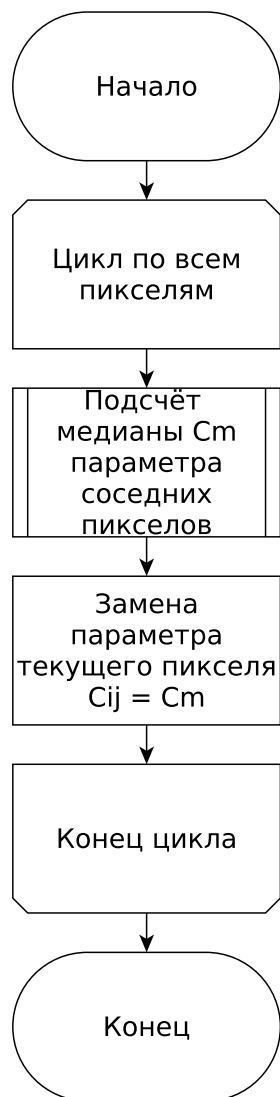 Начало
Цикл по всем
пикселям
Подсчёт
медианы Cm
параметра
соседних
пикселов
Замена
параметра
текущего пикселя
Cij = Cm
Конец цикла
Конец